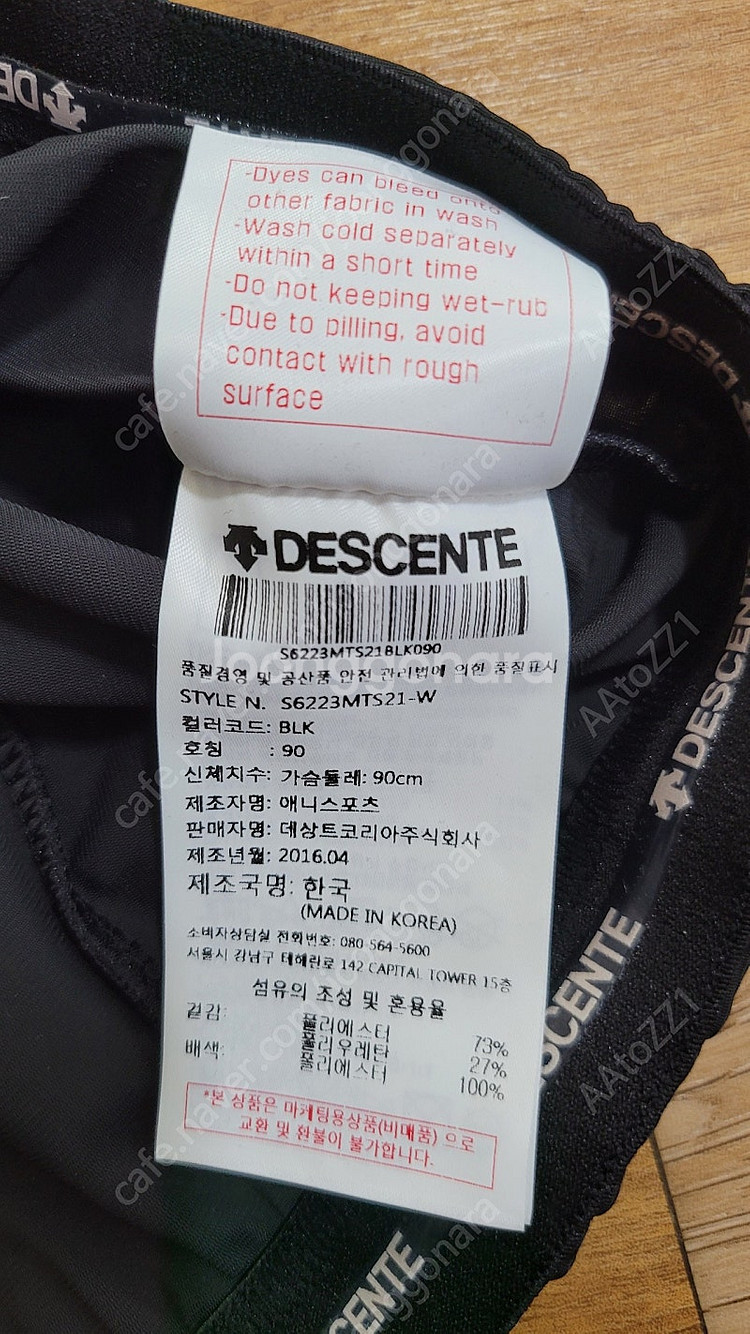 -Dyes can bleed onto
other fabric in wash
-Wash cold separately
within a short time
-Do not keeping wet-rub
-Due to pilling, avoid
contact with rough
surface
DESCENTE
S6223MTS21BLK090
품질경영 및 공산품 안전 관리법에 의한 품질표시
STYLE N. S6223MTS21-W
컬러코드: BLK
호칭 : 90
신체치수: 가슴둘레: 90cm
제조자명: 애니스포츠
판매자명: 데상트코리아주식회사
제조년월: 2016.04
제조국명: 한국
(MADE IN KOREA)
소비자상담실 전화번호: 080-564-5600
서울시 강남구 테헤란로 142 CAPITAL TOWER 15층
섬유의 조성 및 혼용율
겉감: 폴리에스터 73%
폴리우레탄 27%
배색: 폴리에스터 100%
*본 상품은 마케팅용상품(비매품) 으로
교환 및 환불이 불가합니다.
DESCENTE
DESCENTE
DESCENTE
AAtoZZ1
AAtoZZ1
AAtoZZ1
joonggonara